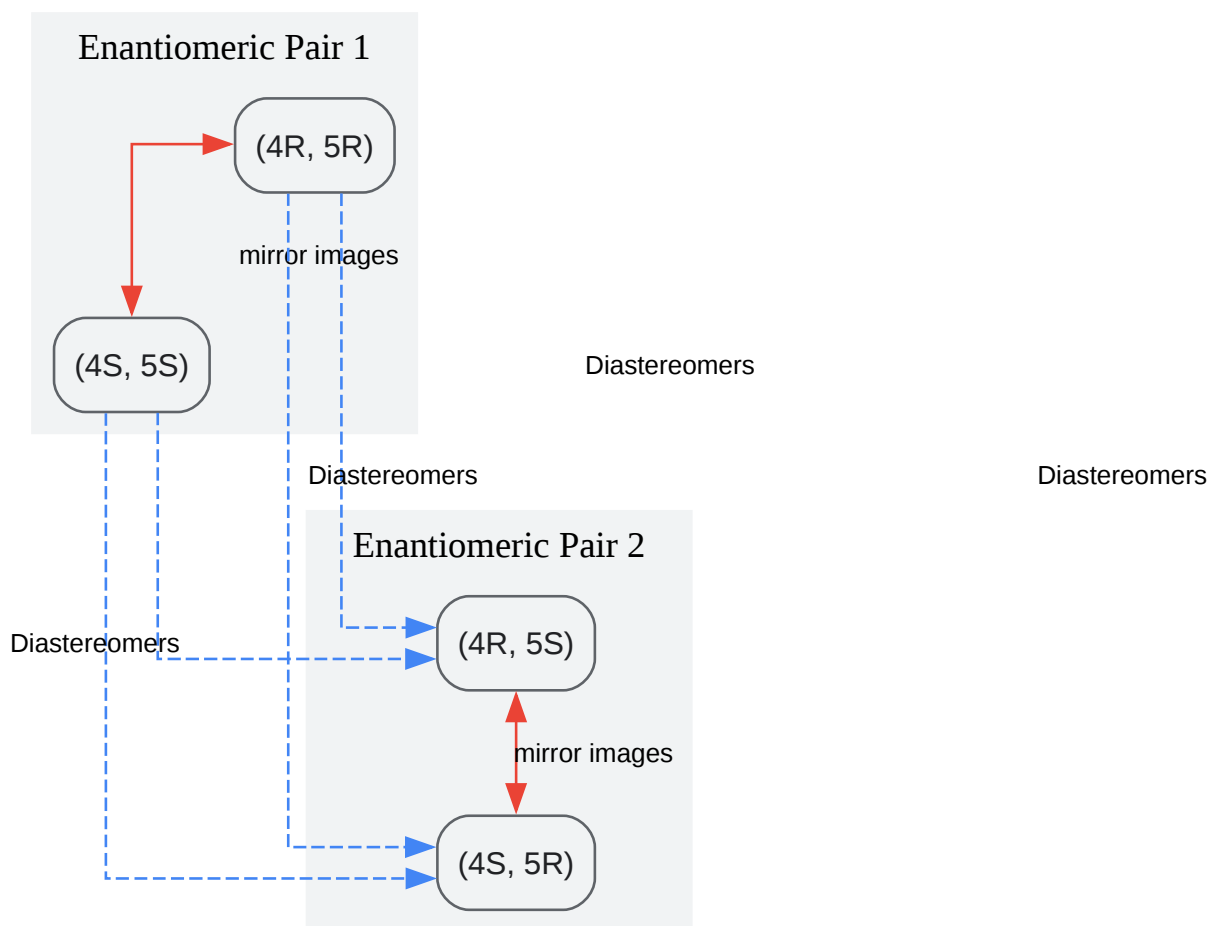 Enantiomeric Pair 1
(4R, 5R)
mirror images
(4S, 5S)
Diastereomers
Diastereomers
Diastereomers
Enantiomeric Pair 2
(4R, 5S)
Diastereomers
mirror images
(4S, 5R)